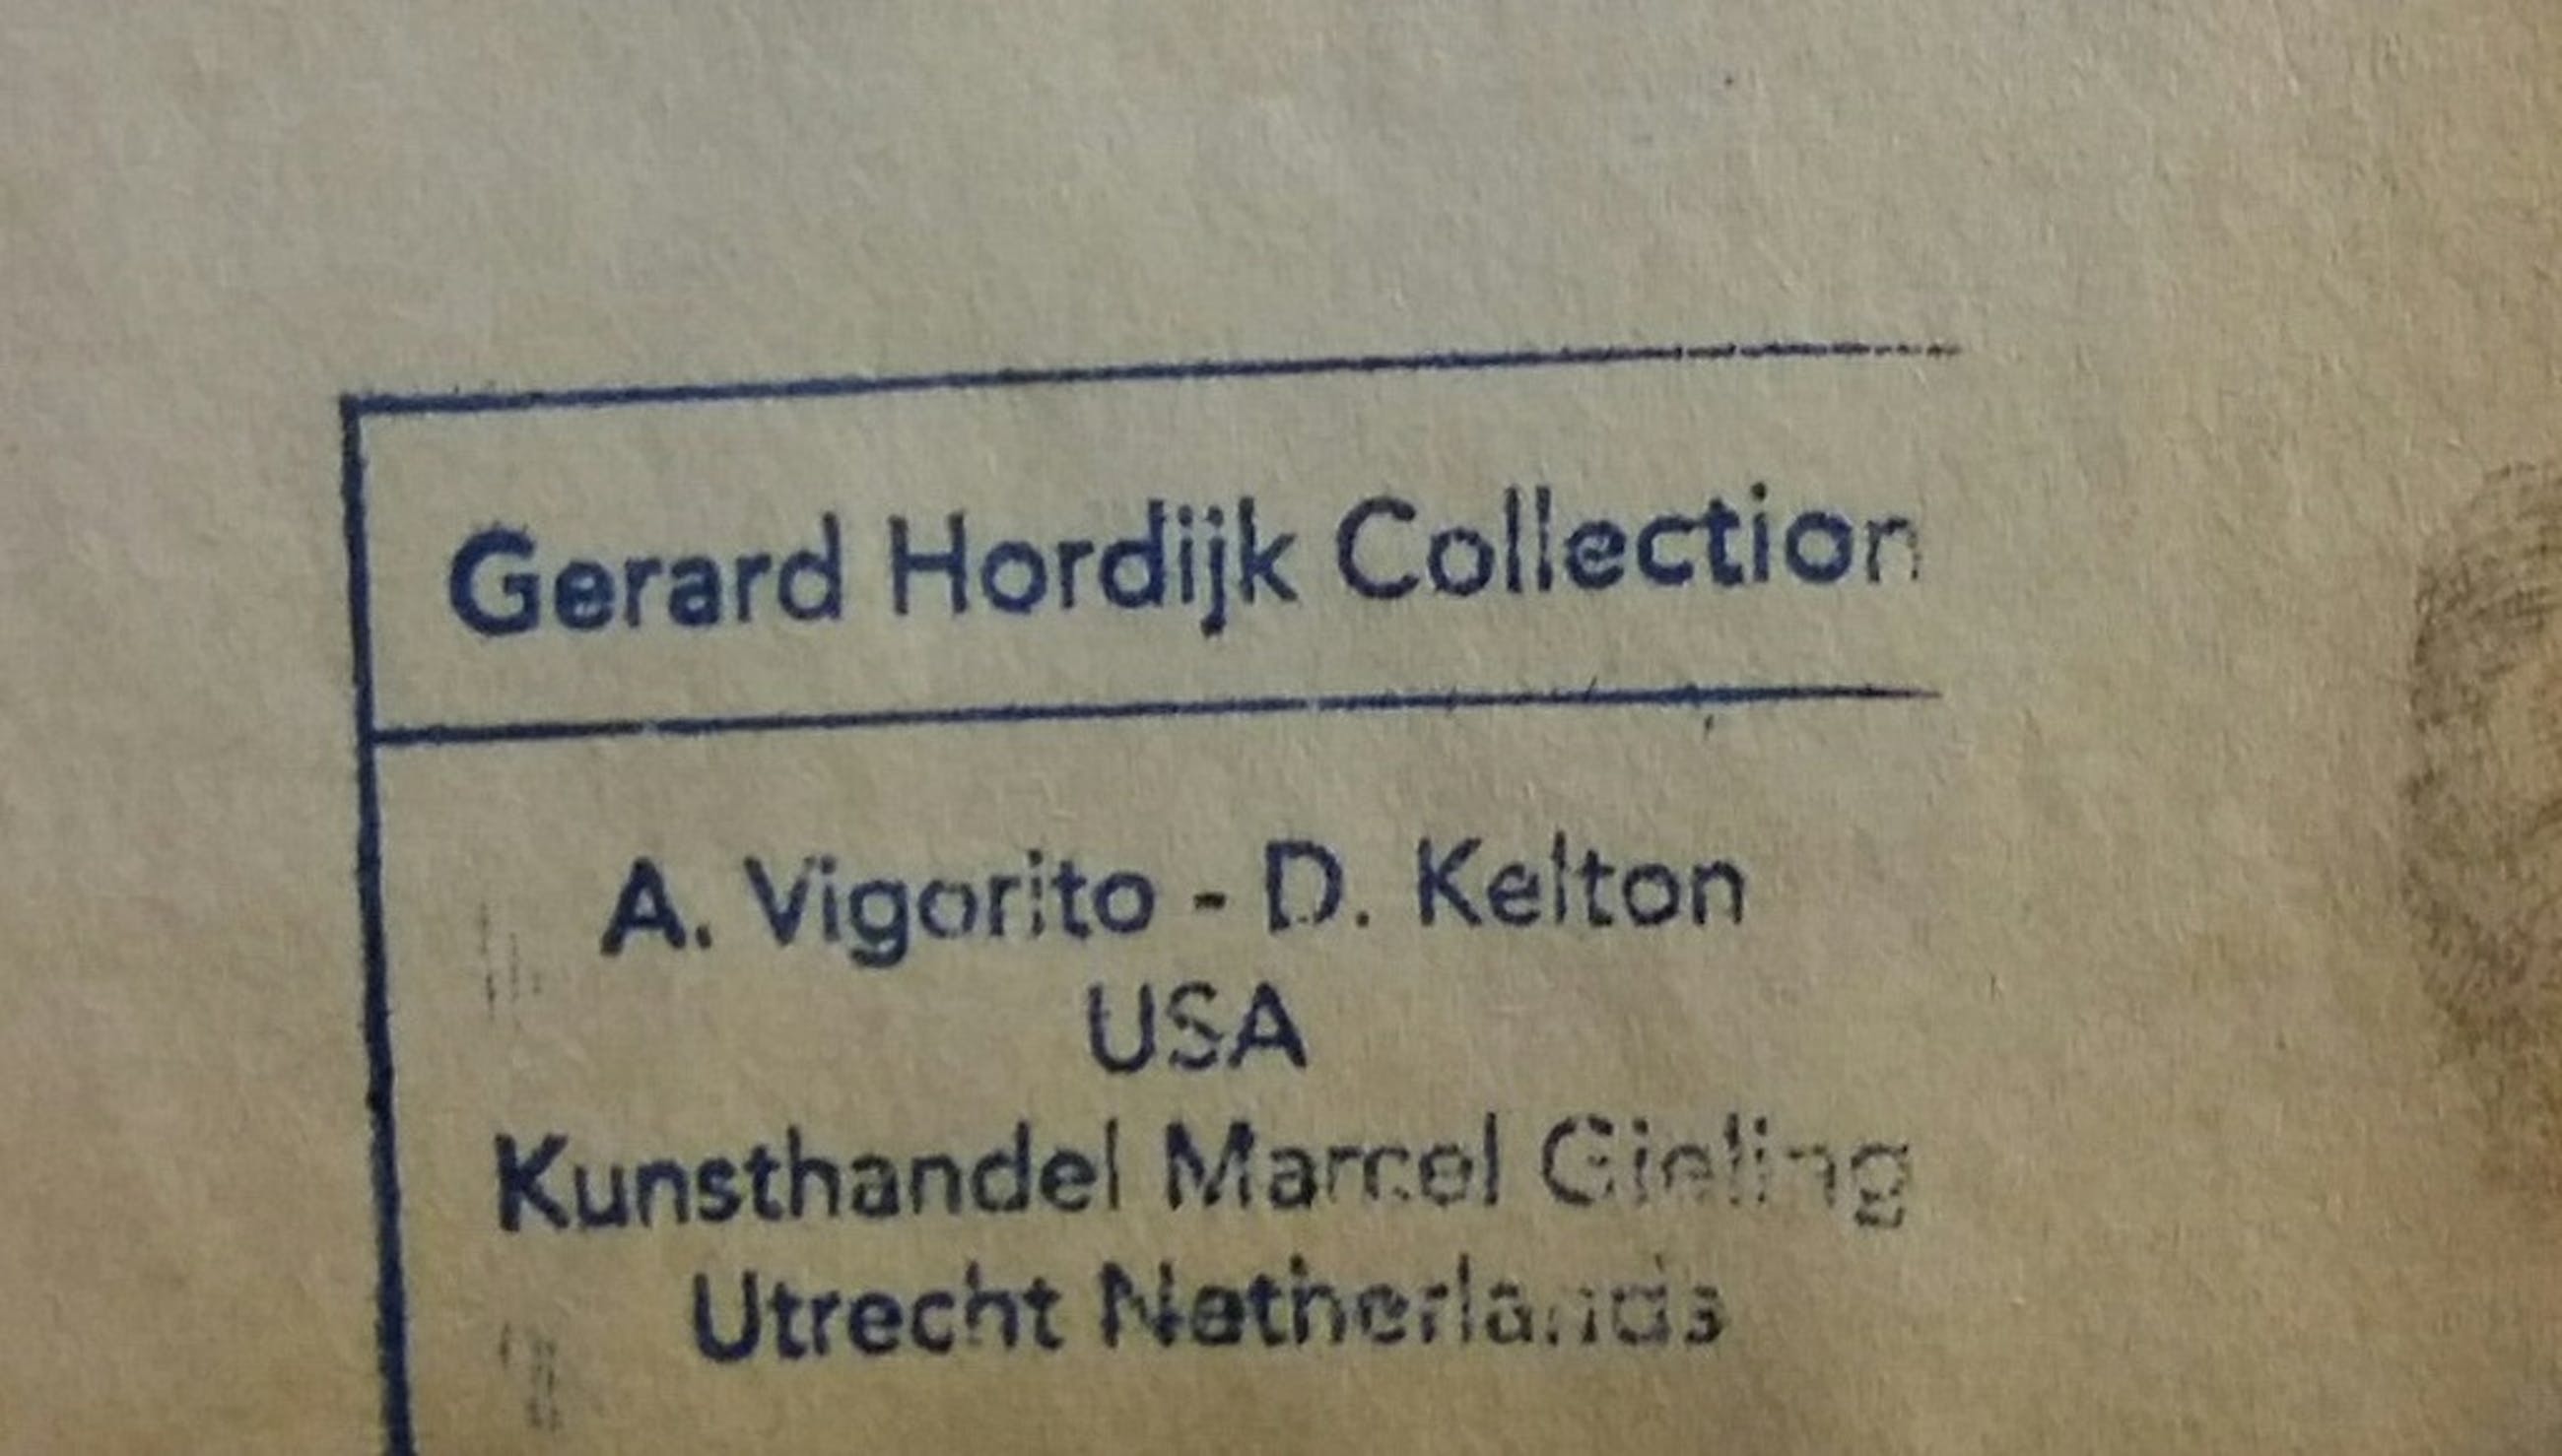 Gerard Hordijk Collection
A. Vigorito - D. Kelton
USA
Kunsthandel Marcel Gieling
Utrecht Netherlands